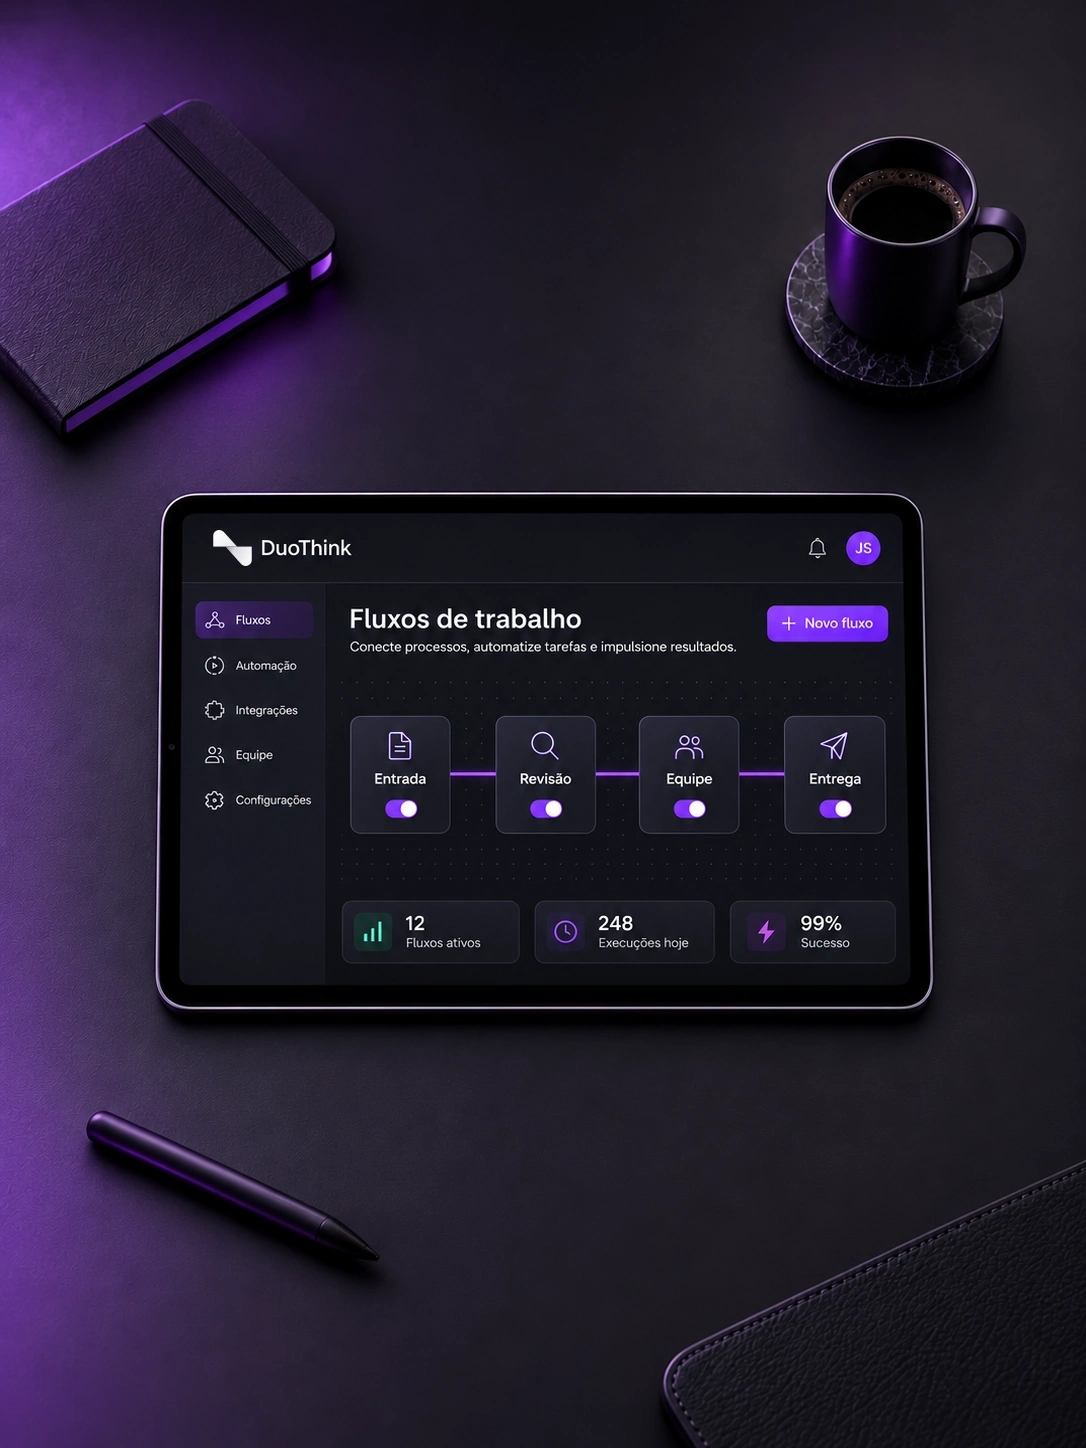 DuoThink
JS
Fluxos
Automação
Integrações
Equipe
Configurações
Fluxos de trabalho
Conecte processos, automatize tarefas e impulsione resultados.
+ Novo fluxo
Entrada
Revisão
Equipe
Entrega
12
Fluxos ativos
248
Execuções hoje
99%
Sucesso